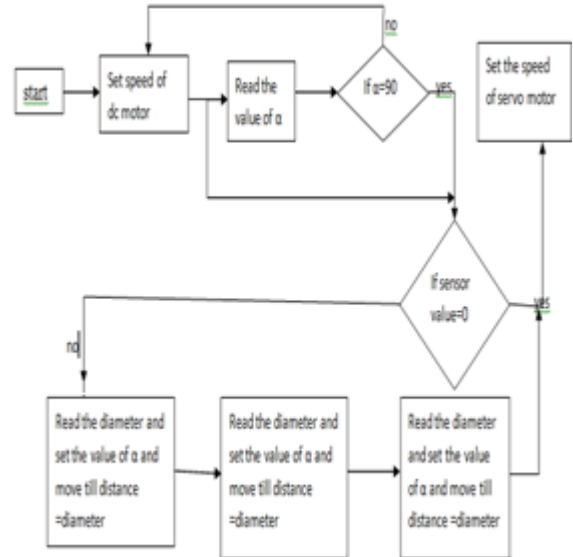 no
start
Set speed of
dc motor
Read the
value of α
If α=90
yes
Set the speed
of servo motor
If sensor
value=0
yes
no
Read the diameter and
set the value of α and
move till distance
=diameter
Read the diameter and
set the value of α and
move till distance
=diameter
Read the diameter
and set the value
of α and move till
distance =diameter